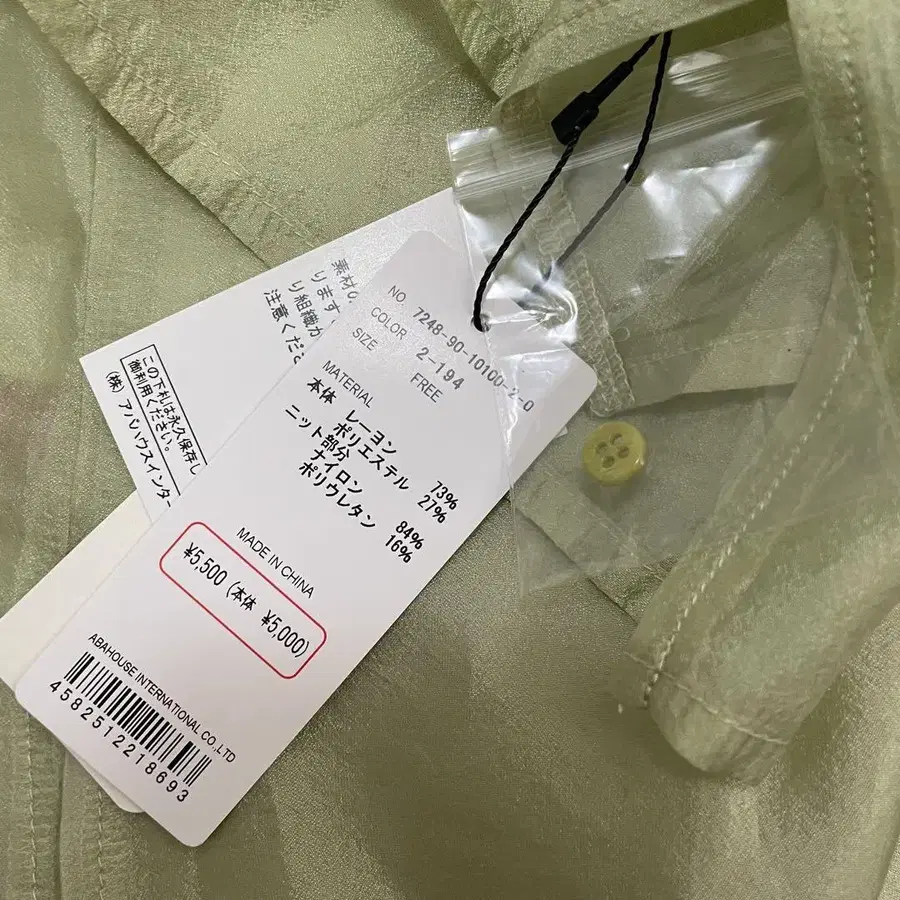 NO. 7248-90-10100-2-0
COLOR 2-194
SIZE FREE
MATERIAL
本体 レーヨン 73%
ポリエステル 27%
ニット部分
ナイロン 84%
ポリウレタン 16%
MADE IN CHINA
¥5,500 (本体 ¥5,000)
ABAHOUSE INTERNATIONAL CO.,LTD
4582512218693
素材の
ります
り組織が
注意くださ
この下札は永久保存し
御利用ください。
(株) アバハウスインター